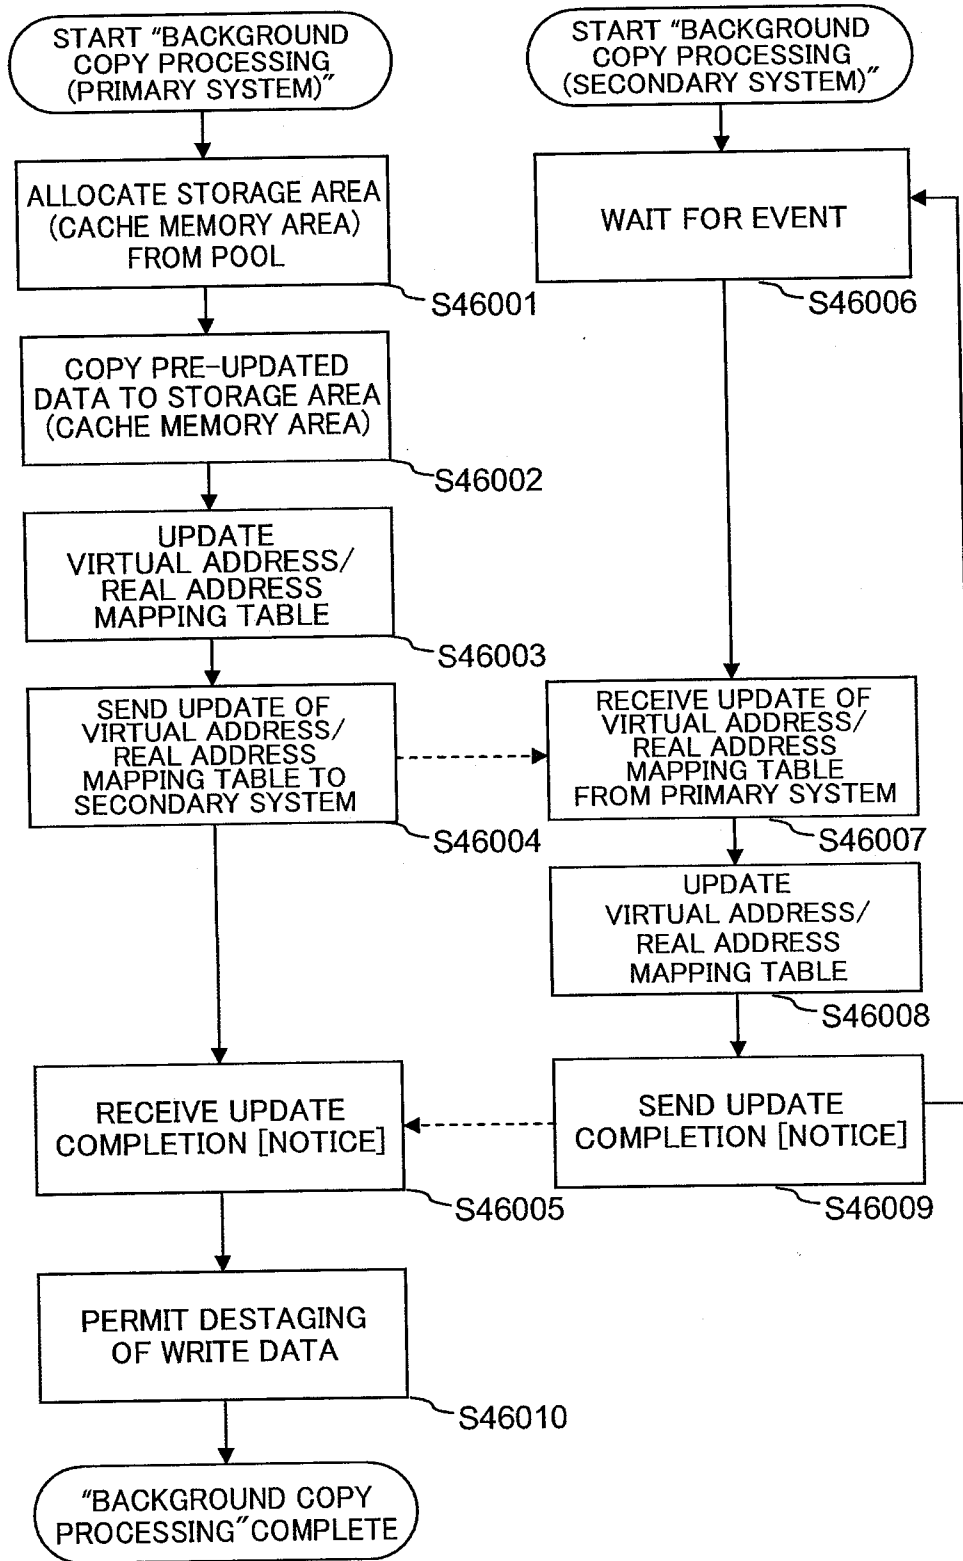 START “BACKGROUND
COPY PROCESSING
(PRIMARY SYSTEM)”
ALLOCATE STORAGE AREA
(CACHE MEMORY AREA)
FROM POOL
S46001
COPY PRE-UPDATED
DATA TO STORAGE AREA
(CACHE MEMORY AREA)
S46002
UPDATE
VIRTUAL ADDRESS/
REAL ADDRESS
MAPPING TABLE
S46003
SEND UPDATE OF
VIRTUAL ADDRESS/
REAL ADDRESS
MAPPING TABLE TO
SECONDARY SYSTEM
S46004
RECEIVE UPDATE
COMPLETION [NOTICE]
S46005
PERMIT DESTAGING
OF WRITE DATA
S46010
“BACKGROUND COPY
PROCESSING” COMPLETE
START “BACKGROUND
COPY PROCESSING
(SECONDARY SYSTEM)”
WAIT FOR EVENT
S46006
RECEIVE UPDATE OF
VIRTUAL ADDRESS/
REAL ADDRESS
MAPPING TABLE
FROM PRIMARY SYSTEM
S46007
UPDATE
VIRTUAL ADDRESS/
REAL ADDRESS
MAPPING TABLE
S46008
SEND UPDATE
COMPLETION [NOTICE]
S46009